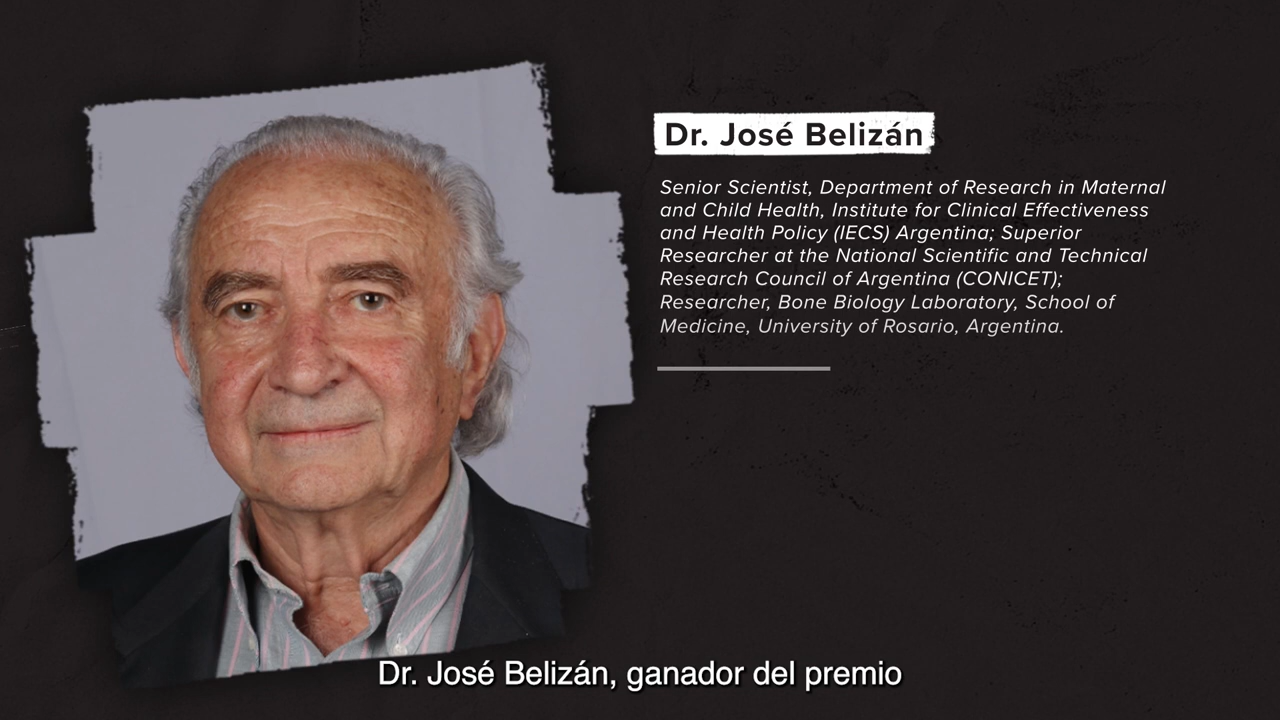 Dr. José Belizán
Senior Scientist, Department of Research in Maternal
and Child Health, Institute for Clinical Effectiveness
and Health Policy (IECS) Argentina; Superior
Researcher at the National Scientific and Technical
Research Council of Argentina (CONICET);
Researcher, Bone Biology Laboratory, School of
Medicine, University of Rosario, Argentina.
Dr. José Belizán, ganador del premio